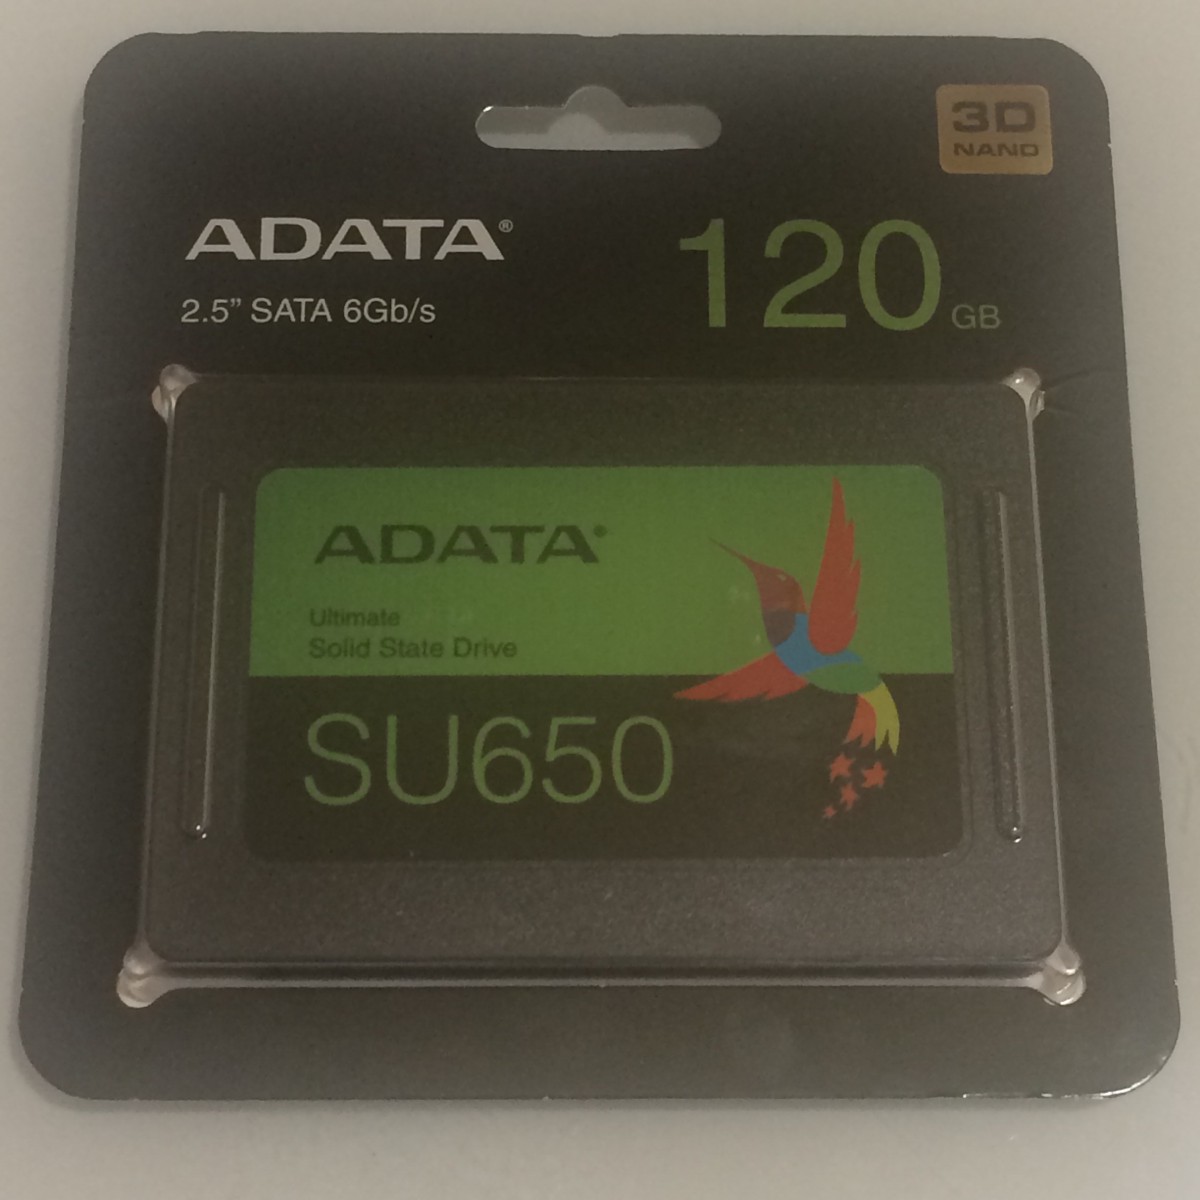 3D
NAND
ADATA®
2.5” SATA 6Gb/s
120 GB
ADATA®
Ultimate
Solid State Drive
SU650